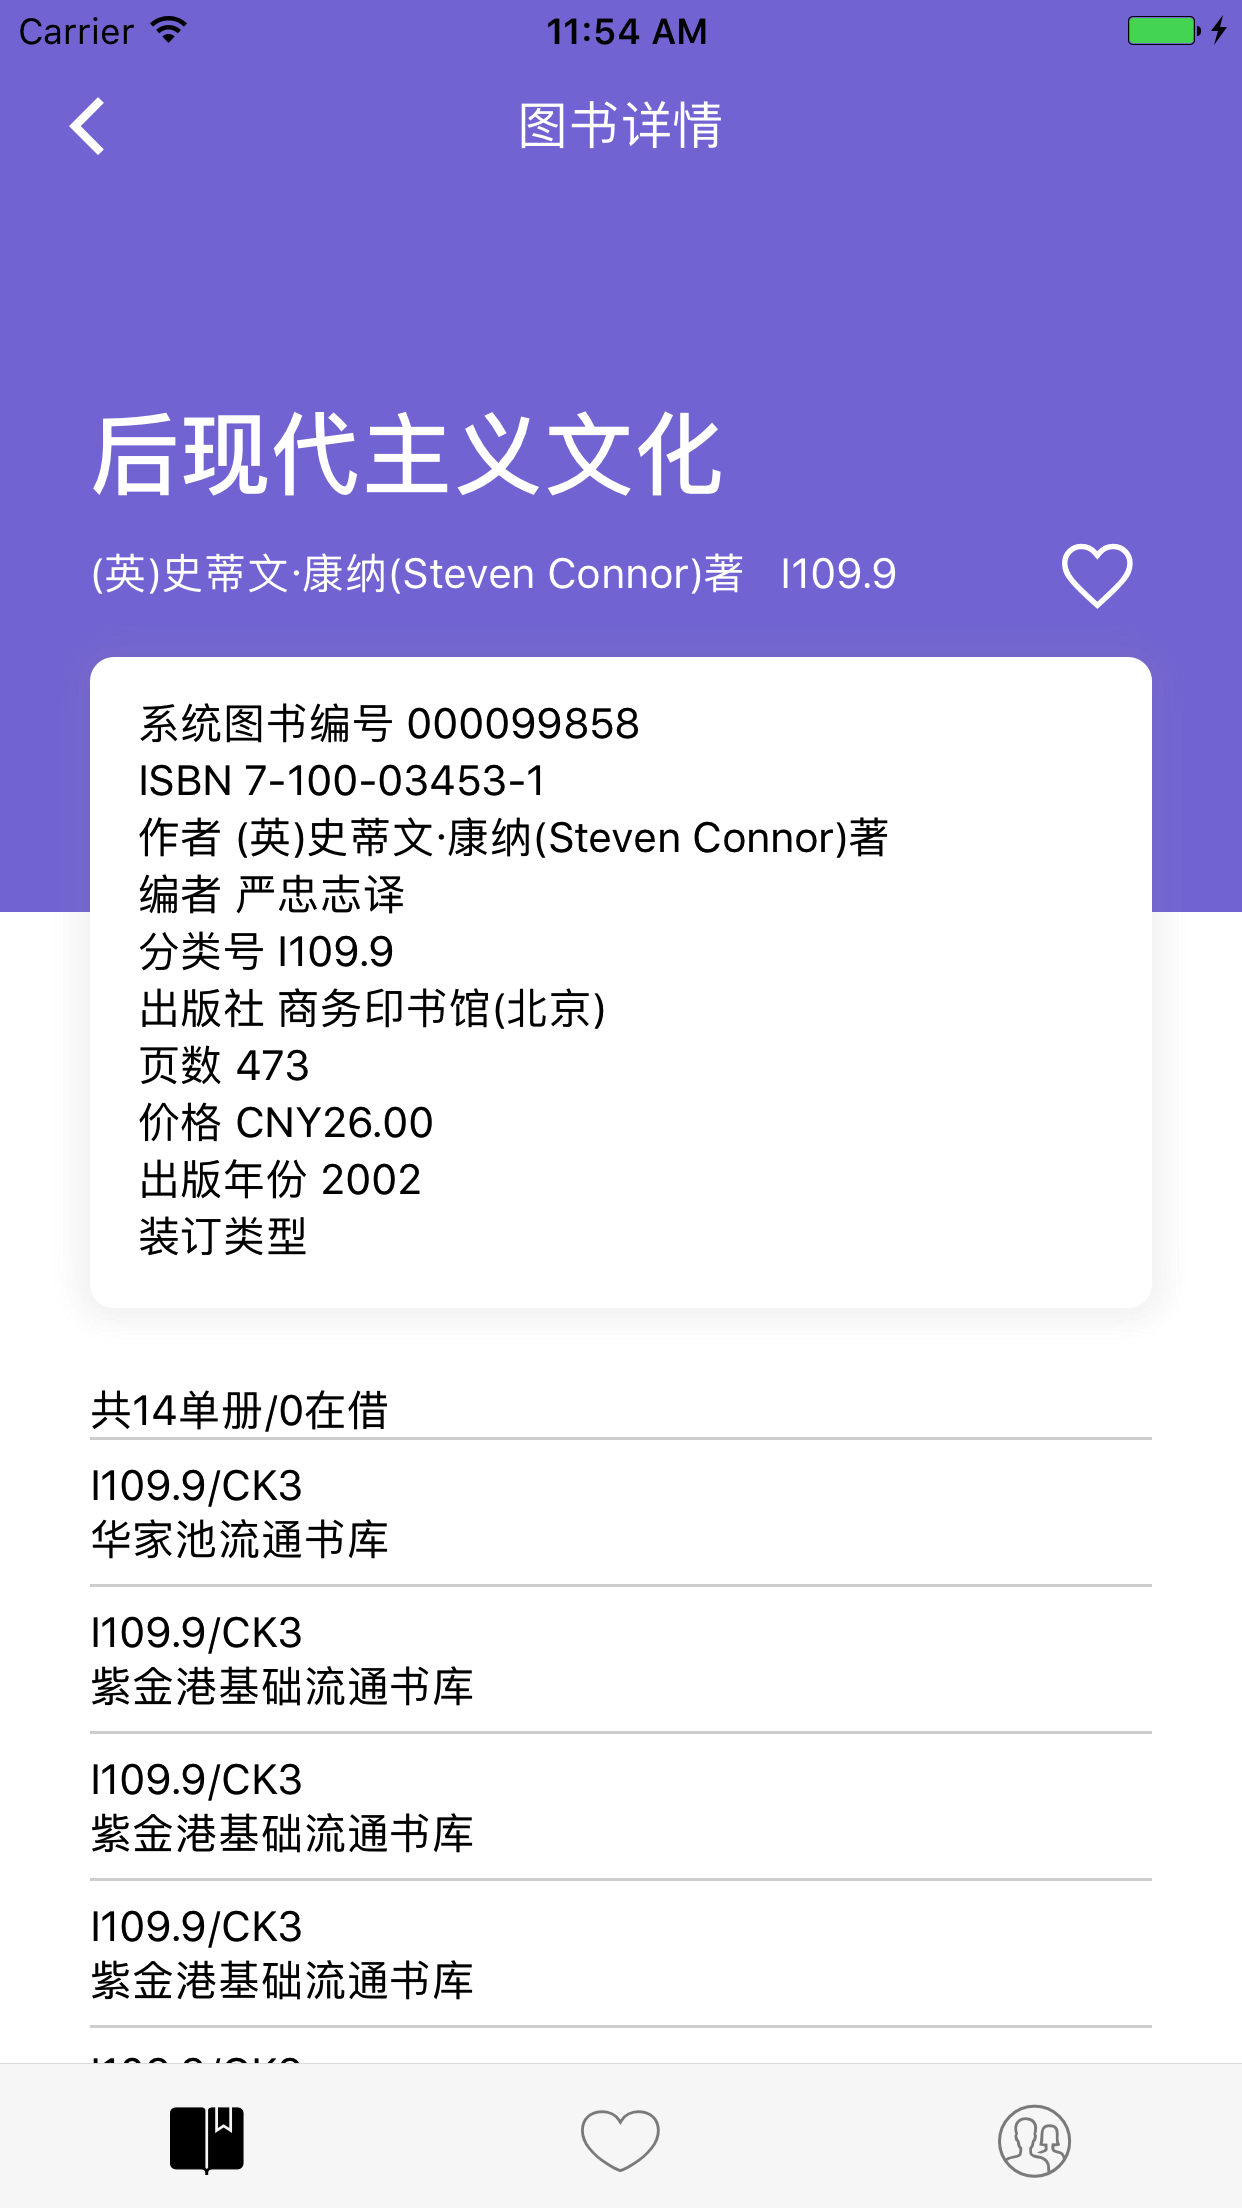 Carrier 11:54 AM
图书详情
后现代主义文化
(英)史蒂文·康纳(Steven Connor)著 I109.9
系统图书编号 000099858
ISBN 7-100-03453-1
作者 (英)史蒂文·康纳(Steven Connor)著
编者 严忠志译
分类号 I109.9
出版社 商务印书馆(北京)
页数 473
价格 CNY26.00
出版年份 2002
装订类型
共14单册/0在借
I109.9/CK3
华家池流通书库
I109.9/CK3
紫金港基础流通书库
I109.9/CK3
紫金港基础流通书库
I109.9/CK3
紫金港基础流通书库